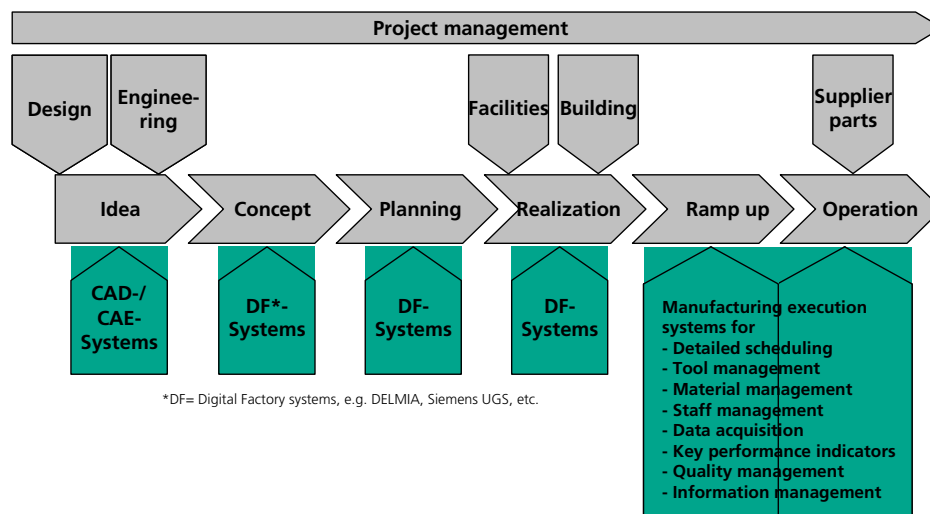 Project management
Design
Enginee-
ring
Facilities
Building
Supplier
parts
Idea
Concept
Planning
Realization
Ramp up
Operation
CAD-/
CAE-
Systems
DF*-
Systems
DF-
Systems
DF-
Systems
Manufacturing execution
systems for
- Detailed scheduling
- Tool management
- Material management
- Staff management
- Data acquisition
- Key performance indicators
- Quality management
- Information management
*DF= Digital Factory systems, e.g. DELMIA, Siemens UGS, etc.